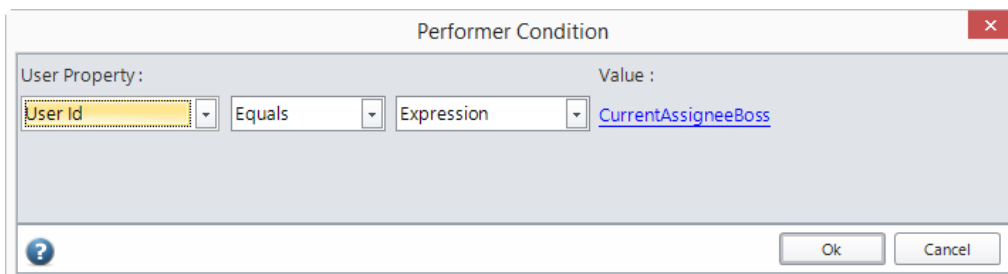 Performer Condition
User Property : Value :
User Id Equals Expression CurrentAssigneeBoss
? Ok Cancel